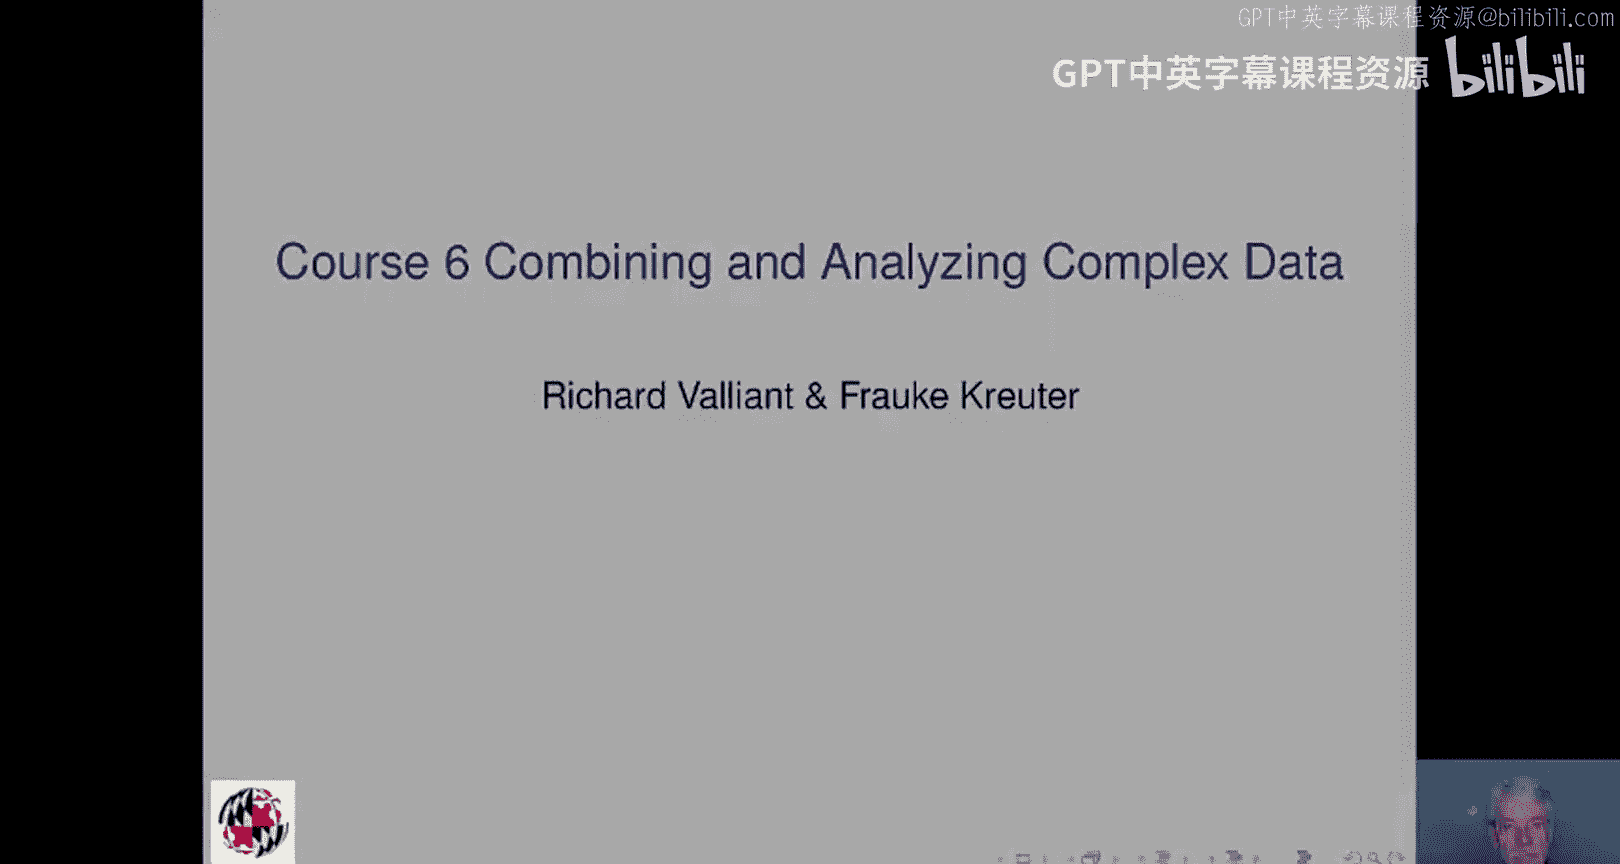 GPT中英字幕课程资源@bilibili.com
GPT中英字幕课程资源 bilibili
Course 6 Combining and Analyzing Complex Data
Richard Valliant & Frauke Kreuter